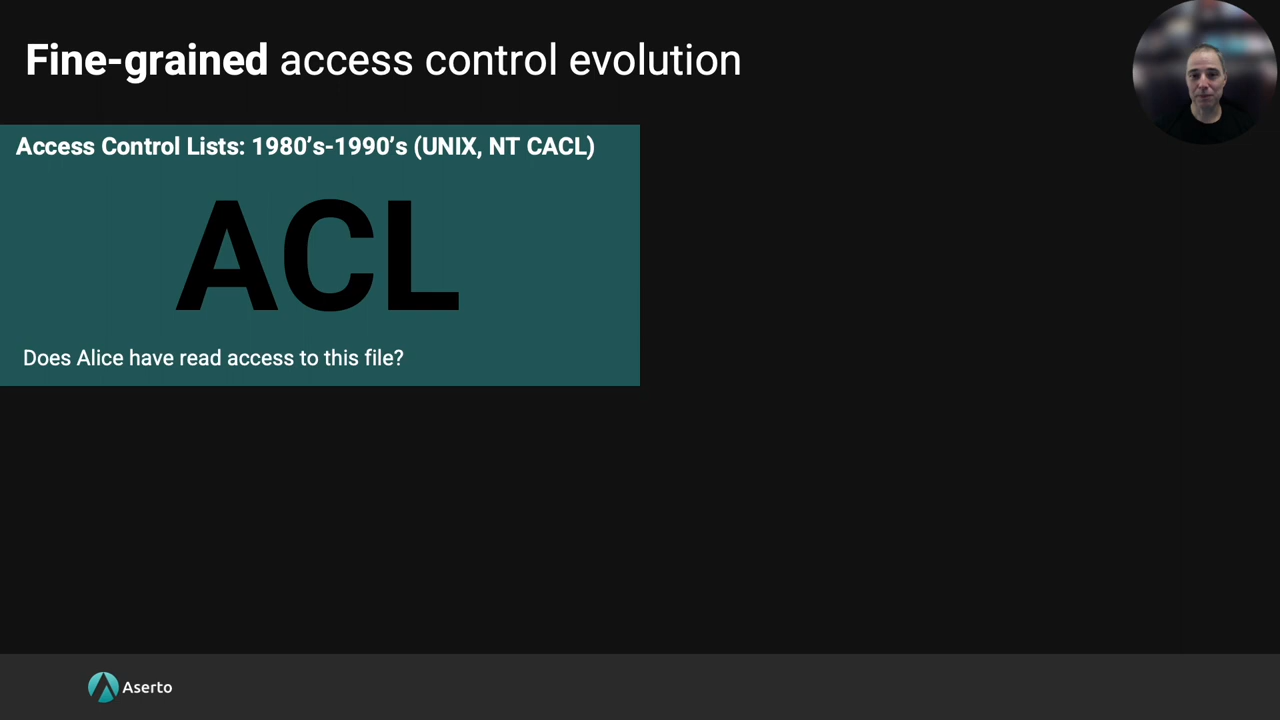 Fine-grained access control evolution
Access Control Lists: 1980’s-1990’s (UNIX, NT CACL)
ACL
Does Alice have read access to this file?
Aserto